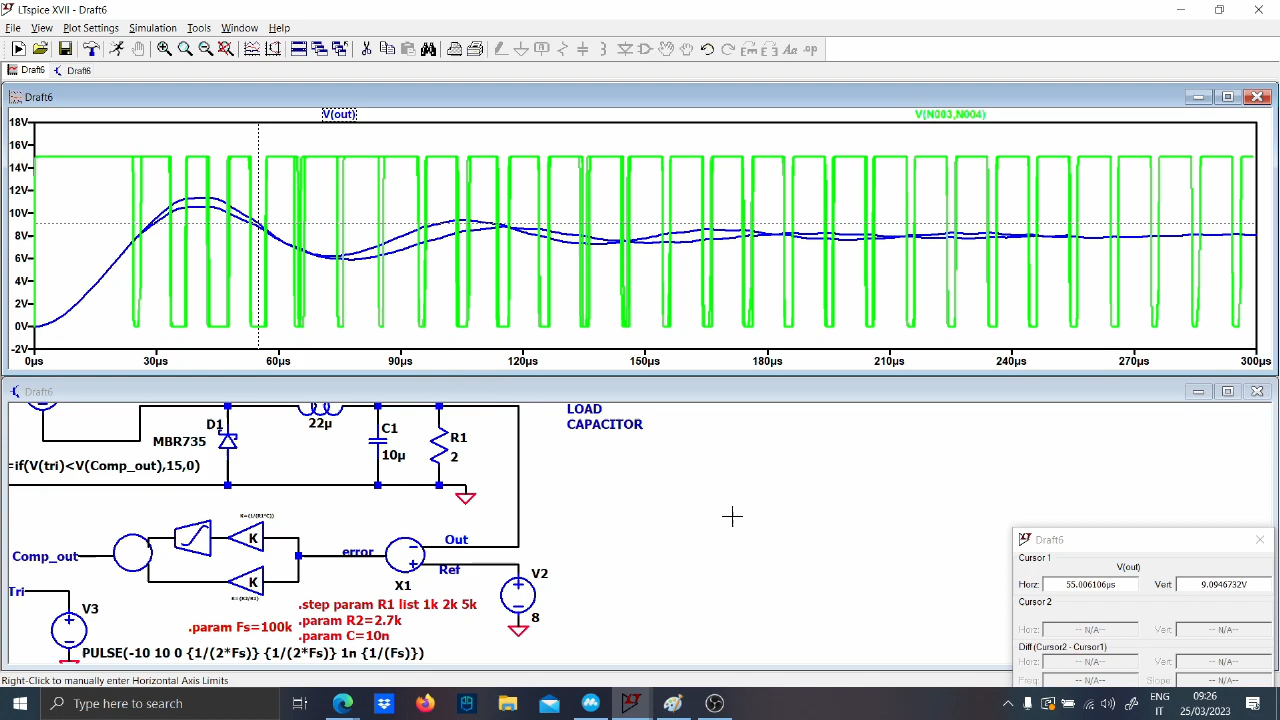 LTspice XVII - Draft6
File View Plot Settings Simulation Tools Window Help
Draft6 Draft6
Draft6
V(out) V(N003,N004)
18V
16V
14V
12V
10V
8V
6V
4V
2V
0V
-2V
0µs 30µs 60µs 90µs 120µs 150µs 180µs 210µs 240µs 270µs 300µs
Draft6
LOAD
CAPACITOR
D1
MBR735
22µ
C1
10µ
R1
2
=if(V(tri)<V(Comp_out),15,0)
K=(1/(R1*C))
K
K
K=(R2/R1)
Comp_out
error
Out
Ref
X1
V2
8
Tri
V3
.step param R1 list 1k 2k 5k
.param R2=2.7k
.param C=10n
.param Fs=100k
PULSE(-10 10 0 {1/(2*Fs)} {1/(2*Fs)} 1n {1/(Fs)})
Draft6
Cursor 1
V(out)
Horz: 55.006106µs Vert: 9.0946732V
Cursor 2
Horz: -- N/A-- Vert: -- N/A--
Diff (Cursor2 - Cursor1)
Horz: -- N/A-- Vert: -- N/A--
Freq: -- N/A-- Slope: -- N/A--
Right-Click to manually enter Horizontal Axis Limits
Type here to search
ENG
IT
09:26
25/03/2023